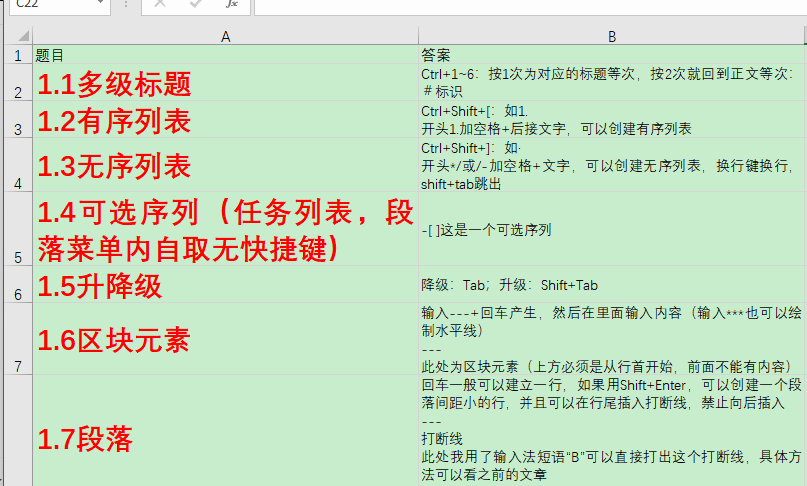 C22
fx
A
B
1
题目
答案
2
1.1多级标题
Ctrl+1~6：按1次为对应的标题等次，按2次就回到正文等次：
#标识
3
1.2有序列表
Ctrl+Shift+[：如1.
开头1.加空格+后接文字，可以创建有序列表
4
1.3无序列表
Ctrl+Shift+]：如·
开头*/或/-加空格+文字，可以创建无序列表，换行键换行，
shift+tab跳出
5
1.4可选序列（任务列表，段
落菜单内自取无快捷键）
-[ ]这是一个可选序列
6
1.5升降级
降级：Tab；升级：Shift+Tab
7
1.6区块元素
输入---+回车产生，然后在里面输入内容（输入***也可以绘
制水平线）
---
此处为区块元素（上方必须是从行首开始，前面不能有内容）
1.7段落
回车一般可以建立一行，如果用Shift+Enter，可以创建一个段
落间距小的行，并且可以在行尾插入打断线，禁止向后插入
---
打断线
此处我用了输入法短语“B”可以直接打出这个打断线，具体方
法可以看之前的文章